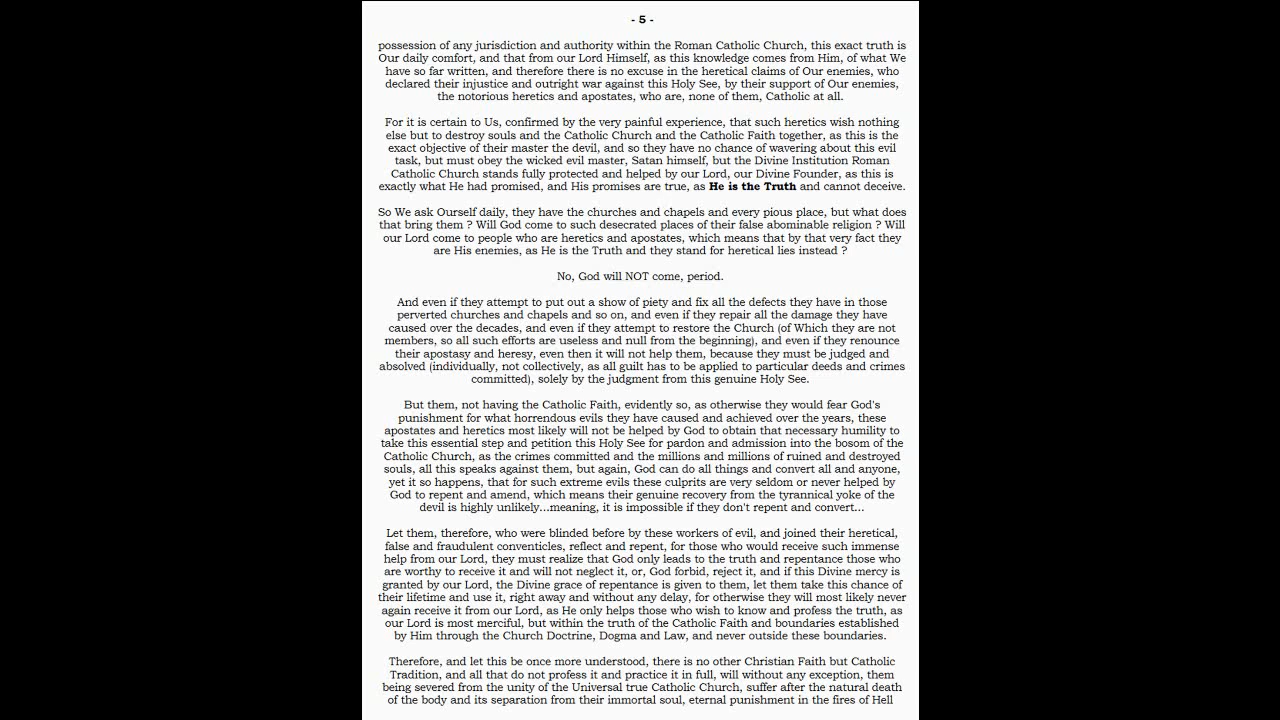 - 5 -
possession of any jurisdiction and authority within the Roman Catholic Church, this exact truth is
Our daily comfort, and that from our Lord Himself, as this knowledge comes from Him, of what We
have so far written, and therefore there is no excuse in the heretical claims of Our enemies, who
declared their injustice and outright war against this Holy See, by their support of Our enemies,
the notorious heretics and apostates, who are, none of them, Catholic at all.
For it is certain to Us, confirmed by the very painful experience, that such heretics wish nothing
else but to destroy souls and the Catholic Church and the Catholic Faith together, as this is the
exact objective of their master the devil, and so they have no chance of wavering about this evil
task, but must obey the wicked evil master, Satan himself, but the Divine Institution Roman
Catholic Church stands fully protected and helped by our Lord, our Divine Founder, as this is
exactly what He had promised, and His promises are true, as He is the Truth and cannot deceive.
So We ask Ourself daily, they have the churches and chapels and every pious place, but what does
that bring them ? Will God come to such desecrated places of their false abominable religion ? Will
our Lord come to people who are heretics and apostates, which means that by that very fact they
are His enemies, as He is the Truth and they stand for heretical lies instead ?
No, God will NOT come, period.
And even if they attempt to put out a show of piety and fix all the defects they have in those
perverted churches and chapels and so on, and even if they repair all the damage they have
caused over the decades, and even if they attempt to restore the Church (of Which they are not
members, so all such efforts are useless and null from the beginning), and even if they renounce
their apostasy and heresy, even then it will not help them, because they must be judged and
absolved (individually, not collectively, as all guilt has to be applied to particular deeds and crimes
committed), solely by the judgment from this genuine Holy See.
But them, not having the Catholic Faith, evidently so, as otherwise they would fear God's
punishment for what horrendous evils they have caused and achieved over the years, these
apostates and heretics most likely will not be helped by God to obtain that necessary humility to
take this essential step and petition this Holy See for pardon and admission into the bosom of the
Catholic Church, as the crimes committed and the millions and millions of ruined and destroyed
souls, all this speaks against them, but again, God can do all things and convert all and anyone,
yet it so happens, that for such extreme evils these culprits are very seldom or never helped by
God to repent and amend, which means their genuine recovery from the tyrannical yoke of the
devil is highly unlikely...meaning, it is impossible if they don't repent and convert...
Let them, therefore, who were blinded before by these workers of evil, and joined their heretical,
false and fraudulent conventicles, reflect and repent, for those who would receive such immense
help from our Lord, they must realize that God only leads to the truth and repentance those who
are worthy to receive it and will not neglect it, or, God forbid, reject it, and if this Divine mercy is
granted by our Lord, the Divine grace of repentance is given to them, let them take this chance of
their lifetime and use it, right away and without any delay, for otherwise they will most likely never
again receive it from our Lord, as He only helps those who wish to know and profess the truth, as
our Lord is most merciful, but within the truth of the Catholic Faith and boundaries established
by Him through the Church Doctrine, Dogma and Law, and never outside these boundaries.
Therefore, and let this be once more understood, there is no other Christian Faith but Catholic
Tradition, and all that do not profess it and practice it in full, will without any exception, them
being severed from the unity of the Universal true Catholic Church, suffer after the natural death
of the body and its separation from their immortal soul, eternal punishment in the fires of Hell